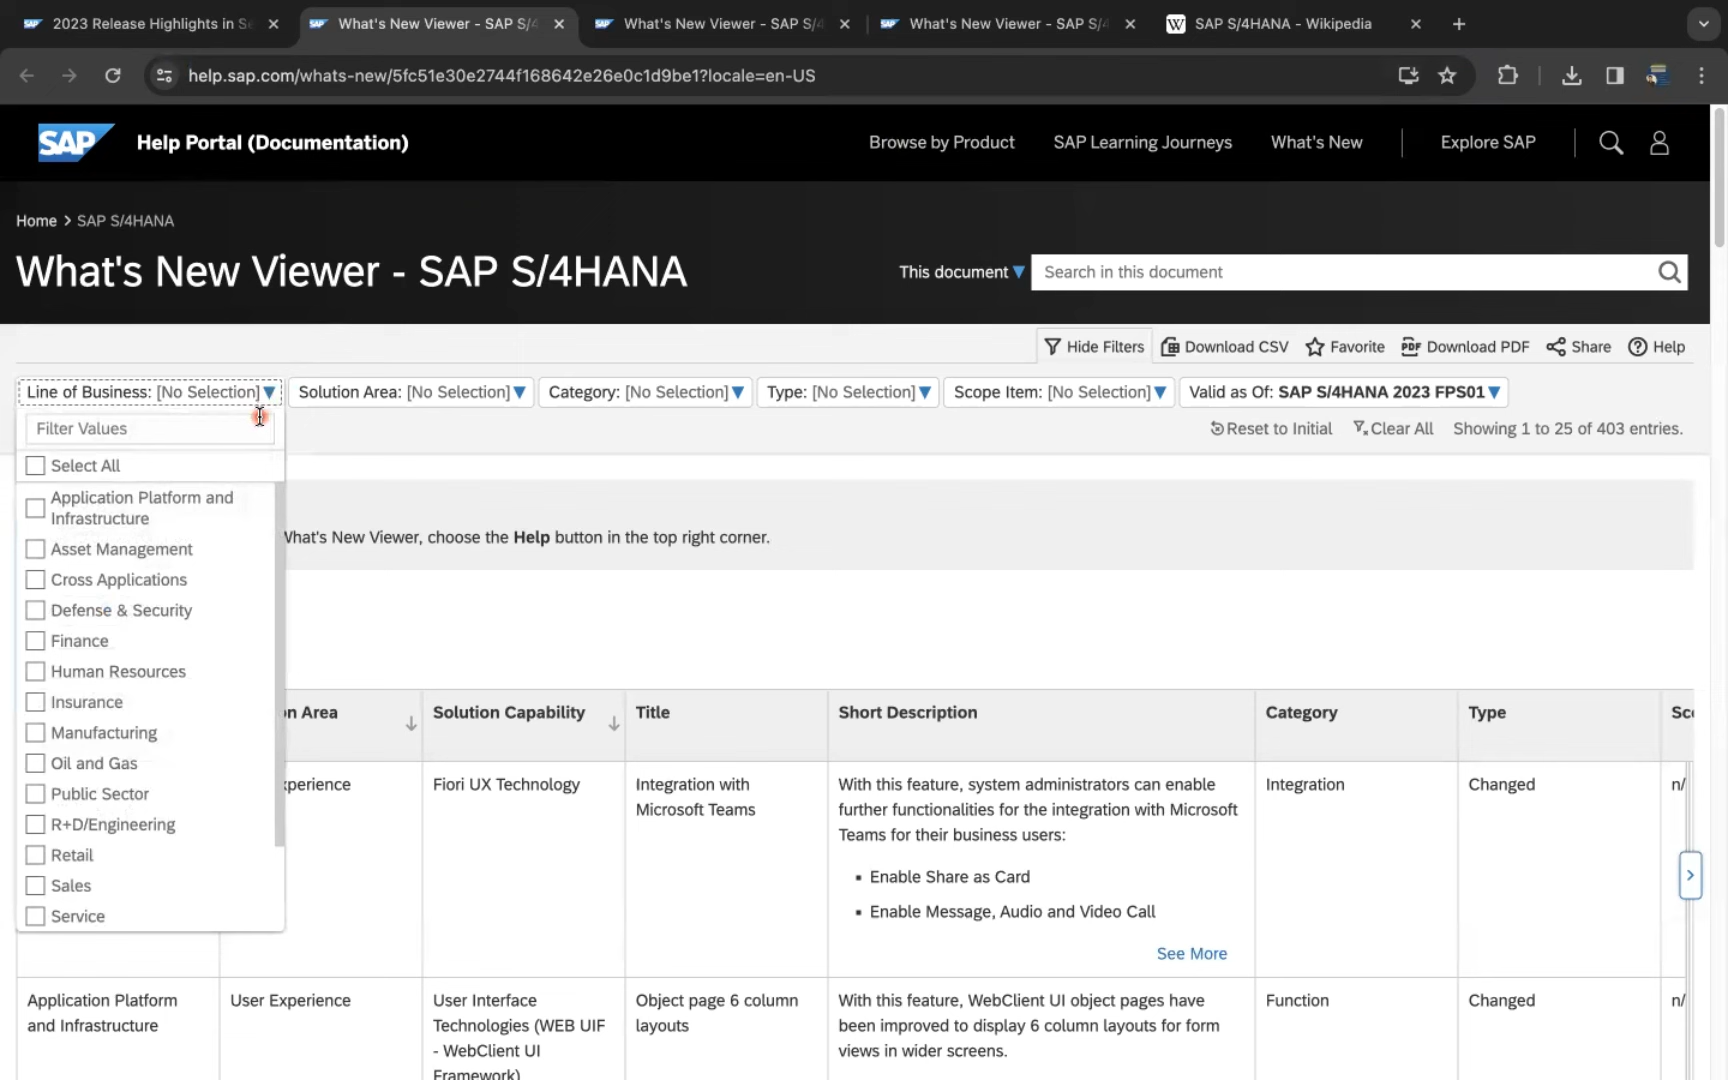 2023 Release Highlights in Se
What's New Viewer - SAP S/4
What's New Viewer - SAP S/4
What's New Viewer - SAP S/4
W SAP S/4HANA - Wikipedia
help.sap.com/whats-new/5fc51e30e2744f168642e26e0c1d9be1?locale=en-US
SAP Help Portal (Documentation)
Browse by Product SAP Learning Journeys What's New Explore SAP
Home > SAP S/4HANA
What's New Viewer - SAP S/4HANA
This document Search in this document
Hide Filters Download CSV Favorite PDF Download PDF Share Help
Line of Business: [No Selection] Solution Area: [No Selection] Category: [No Selection] Type: [No Selection] Scope Item: [No Selection] Valid as Of: SAP S/4HANA 2023 FPS01
Filter Values
Reset to Initial Clear All Showing 1 to 25 of 403 entries.
Select All
Application Platform and
Infrastructure
Asset Management
Cross Applications
Defense & Security
Finance
Human Resources
Insurance
Manufacturing
Oil and Gas
Public Sector
R+D/Engineering
Retail
Sales
Service
What's New Viewer, choose the Help button in the top right corner.
n Area Solution Capability Title Short Description Category Type Sc
xperience Fiori UX Technology Integration with
Microsoft Teams
With this feature, system administrators can enable
further functionalities for the integration with Microsoft
Teams for their business users:
▪ Enable Share as Card
▪ Enable Message, Audio and Video Call
See More
Integration Changed n/
Application Platform
and Infrastructure
User Experience
User Interface
Technologies (WEB UIF
- WebClient UI
Framework)
Object page 6 column
layouts
With this feature, WebClient UI object pages have
been improved to display 6 column layouts for form
views in wider screens.
Function Changed n/